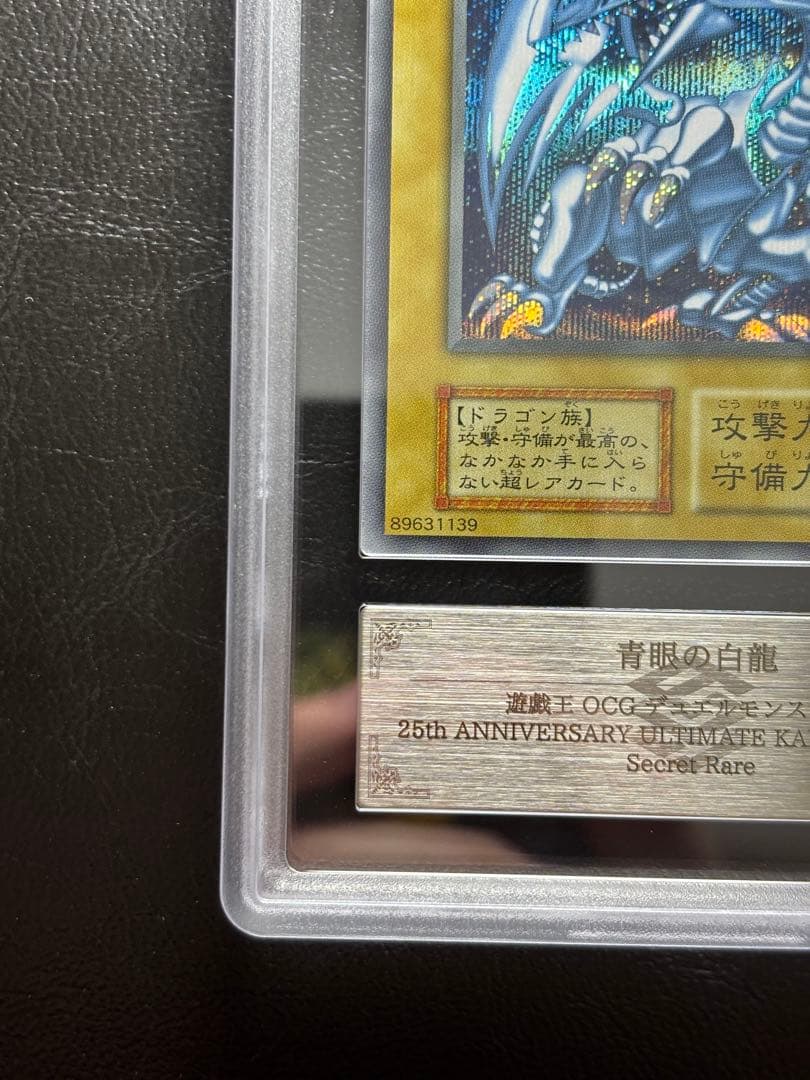 【ドラゴン族】
攻撃・守備が最高の、
なかなか手に入ら
ない超レアカード。
攻撃力
守備力
89631139
青眼の白龍
遊戯王 OCG デュエルモンス
25th ANNIVERSARY ULTIMATE KA
Secret Rare